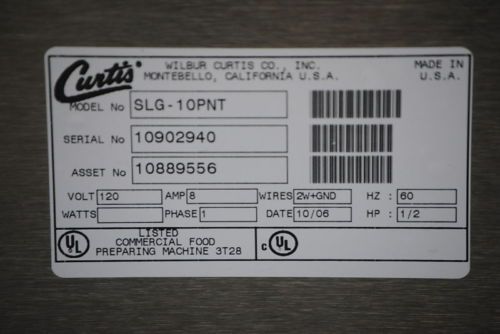 Curtis
WILBUR CURTIS CO., INC.
MONTEBELLO, CALIFORNIA U.S.A.
MADE IN
U.S.A.
MODEL No SLG-10PNT
SERIAL No 10902940
ASSET No 10889556
VOLT 120 AMP 8 WIRES 2W+GND HZ : 60
WATTS PHASE 1 DATE 10/06 HP : 1/2
UL LISTED
COMMERCIAL FOOD
PREPARING MACHINE 3T28
c UL